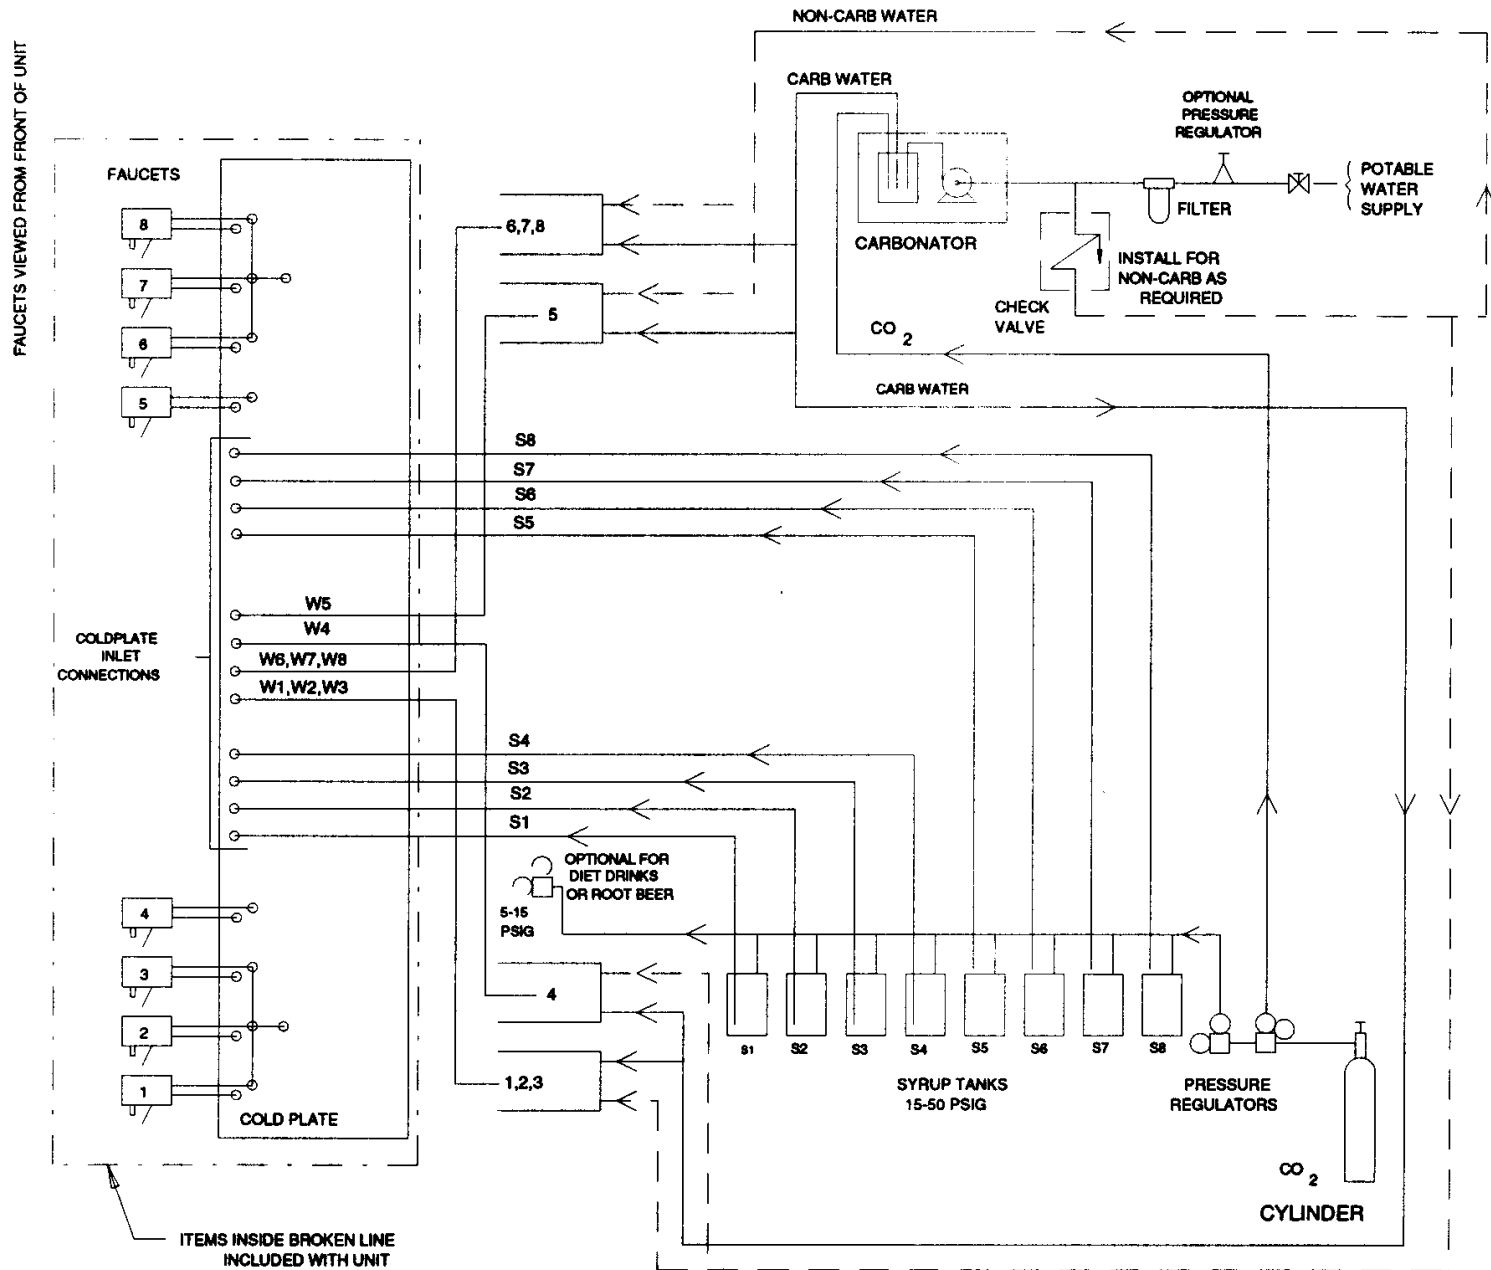 NON-CARB WATER
FAUCETS VIEWED FROM FRONT OF UNIT
CARB WATER
OPTIONAL
PRESSURE
REGULATOR
POTABLE
WATER
SUPPLY
FILTER
CARBONATOR
INSTALL FOR
NON-CARB AS
REQUIRED
CHECK
VALVE
CO 2
CARB WATER
FAUCETS
8
7
6
5
6,7,8
5
S8
S7
S6
S5
W5
W4
W6,W7,W8
W1,W2,W3
COLDPLATE
INLET
CONNECTIONS
S4
S3
S2
S1
OPTIONAL FOR
DIET DRINKS
OR ROOT BEER
5-15
PSIG
4
3
2
1
COLD PLATE
4
1,2,3
S1
S2
S3
S4
S5
S6
S7
S8
SYRUP TANKS
15-50 PSIG
PRESSURE
REGULATORS
CO 2
CYLINDER
ITEMS INSIDE BROKEN LINE
INCLUDED WITH UNIT